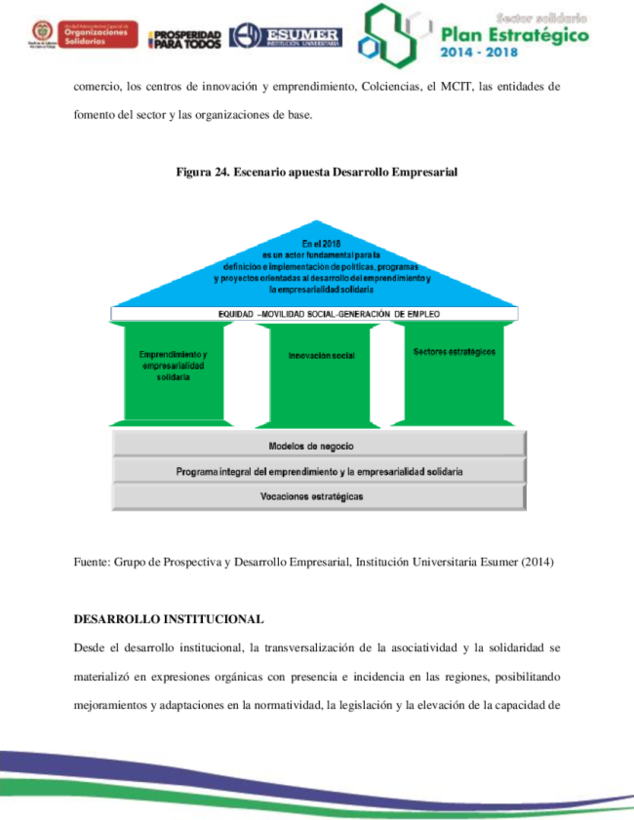 Unidad Administrativa Especial de
Organizaciones
Solidarias
PROSPERIDAD
PARA TODOS
ESUMER
INSTITUCIÓN UNIVERSITARIA
Sector solidario
Plan Estratégico
2014 - 2018
comercio, los centros de innovación y emprendimiento, Colciencias, el MCIT, las entidades de
fomento del sector y las organizaciones de base.
Figura 24. Escenario apuesta Desarrollo Empresarial
En el 2018
es un actor fundamental para la
definición e implementación de políticas, programas
y proyectos orientadas al desarrollo del emprendimiento y
la empresarialidad solidaria
EQUIDAD –MOVILIDAD SOCIAL-GENERACIÓN DE EMPLEO
Emprendimiento y
empresarialidad
solidaria
Innovación social
Sectores estratégicos
Modelos de negocio
Programa integral del emprendimiento y la empresarialidad solidaria
Vocaciones estratégicas
Fuente: Grupo de Prospectiva y Desarrollo Empresarial, Institución Universitaria Esumer (2014)
DESARROLLO INSTITUCIONAL
Desde el desarrollo institucional, la transversalización de la asociatividad y la solidaridad se
materializó en expresiones orgánicas con presencia e incidencia en las regiones, posibilitando
mejoramientos y adaptaciones en la normatividad, la legislación y la elevación de la capacidad de